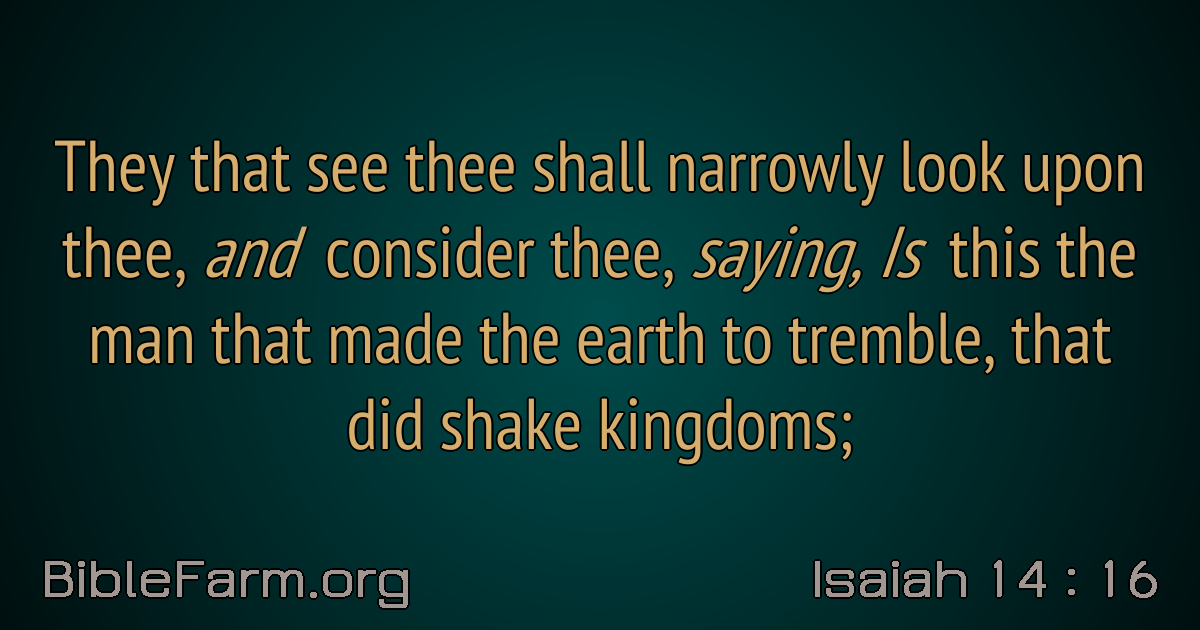 They that see thee shall narrowly look upon
thee, and consider thee, saying, Is this the
man that made the earth to tremble, that
did shake kingdoms;
BibleFarm.org
Isaiah 14 : 16